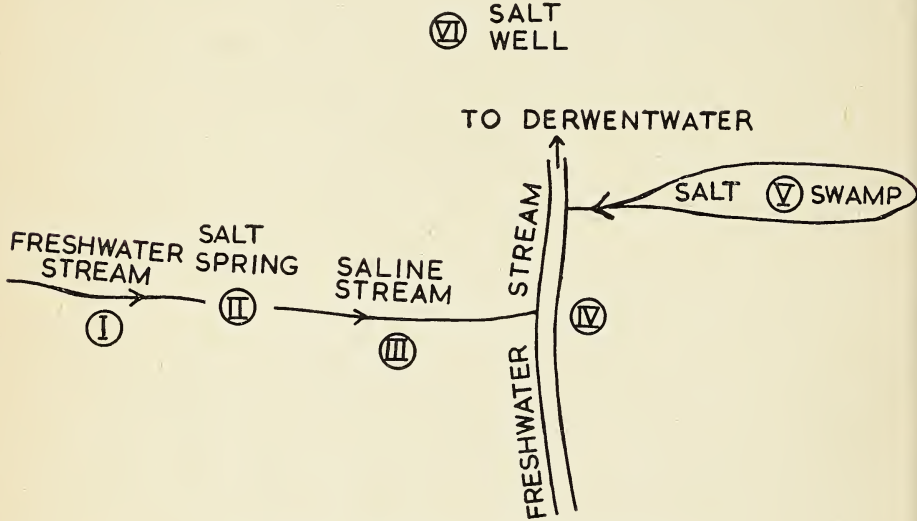 VI SALT
WELL
TO DERWENTWATER
SALT V SWAMP
FRESHWATER
STREAM
I
SALT
SPRING
II
SALINE
STREAM
III
FRESHWATER STREAM
IV